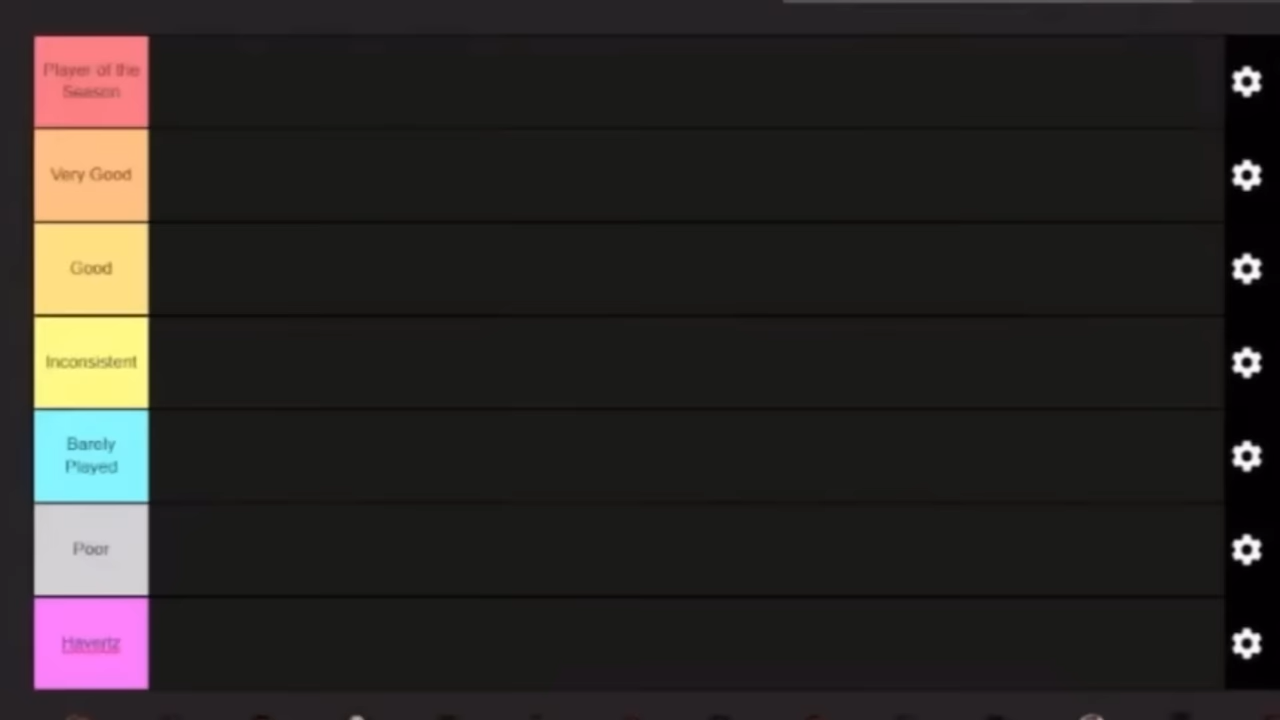 Player of the
Season
Very Good
Good
Inconsistent
Barely
Played
Poor
Havertz